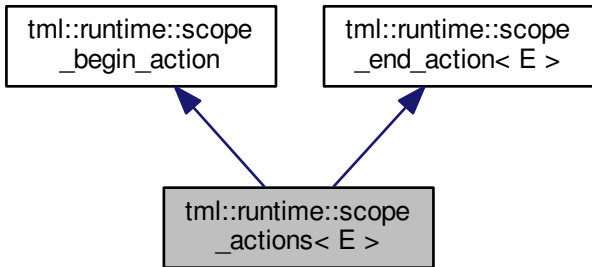 tml::runtime::scope
_begin_action
tml::runtime::scope
_end_action< E >
tml::runtime::scope
_actions< E >